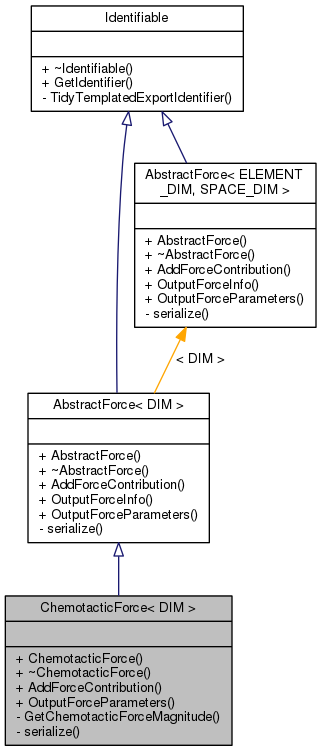 Identifiable
+ ~Identifiable()
+ GetIdentifier()
- TidyTemplatedExportIdentifier()
AbstractForce< ELEMENT
_DIM, SPACE_DIM >
+ AbstractForce()
+ ~AbstractForce()
+ AddForceContribution()
+ OutputForceInfo()
+ OutputForceParameters()
- serialize()
< DIM >
AbstractForce< DIM >
+ AbstractForce()
+ ~AbstractForce()
+ AddForceContribution()
+ OutputForceInfo()
+ OutputForceParameters()
- serialize()
ChemotacticForce< DIM >
+ ChemotacticForce()
+ ~ChemotacticForce()
+ AddForceContribution()
+ OutputForceParameters()
- GetChemotacticForceMagnitude()
- serialize()